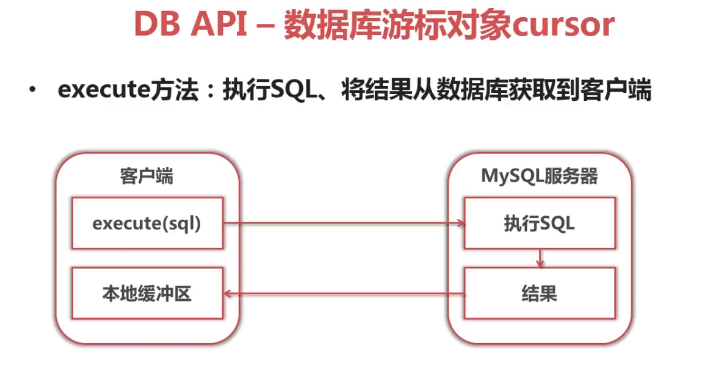 DB API – 数据库游标对象cursor
• execute方法：执行SQL、将结果从数据库获取到客户端
客户端
MySQL服务器
execute(sql)
执行SQL
本地缓冲区
结果